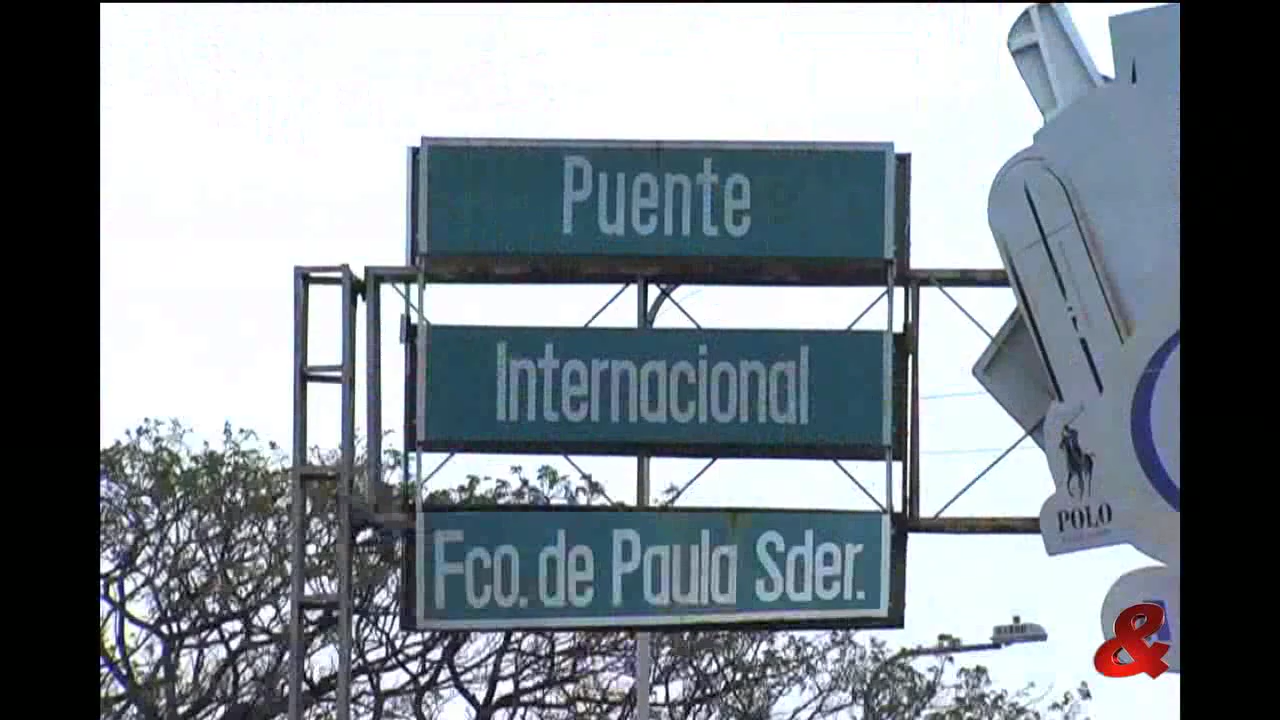 Puente
Internacional
Fco. de Paula Sder.
POLO
&